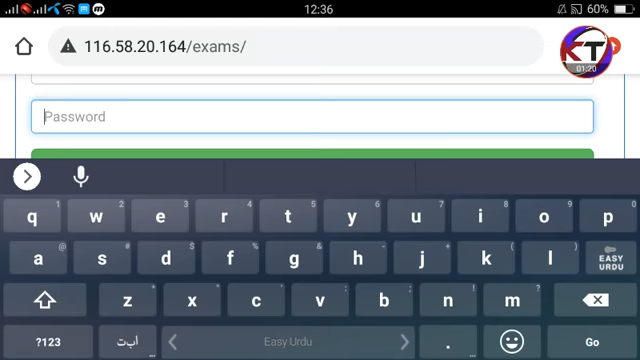 12:36
60%
116.58.20.164/exams/
KT
01:20
Password
1 2 3 4 5 6 7 8 9 0
q w e r t y u i o p
@ # & % & - + ( )
a s d f g h j k l EASY URDU
z x c v b n m
?123 ا ب ت Easy Urdu . Go